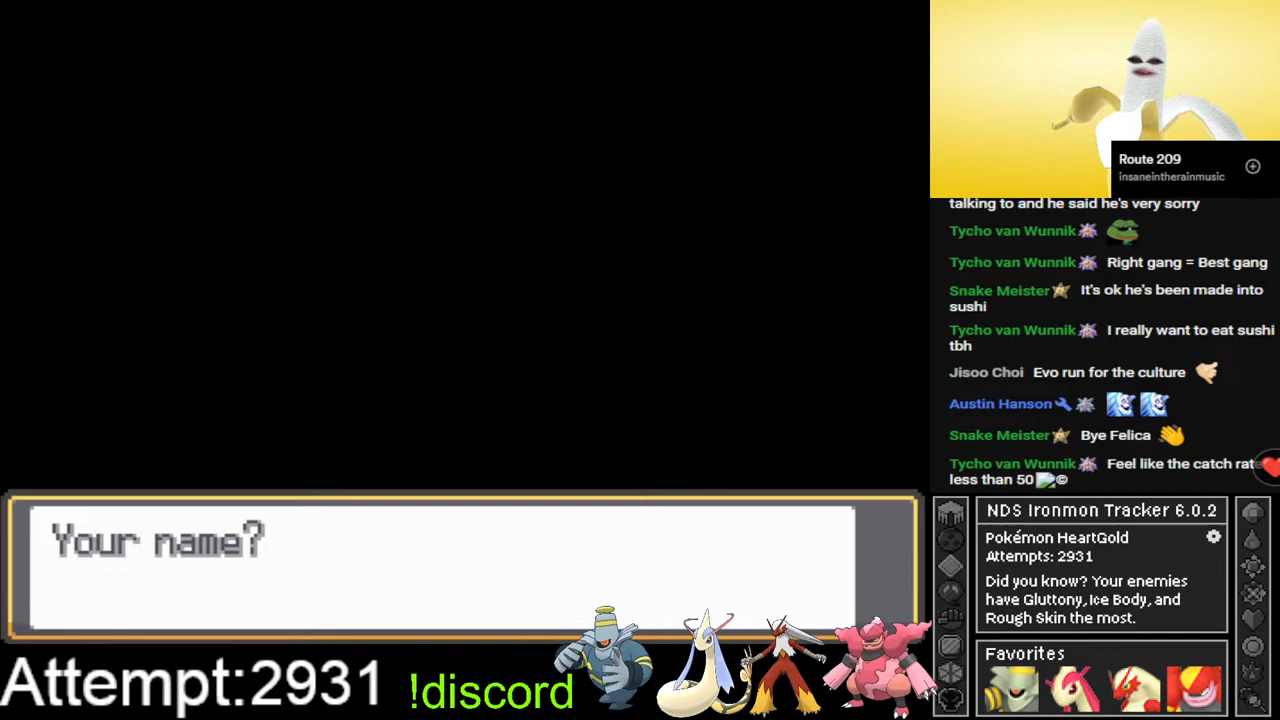 Route 209
insaneintherainmusic
talking to and he said he's very sorry
Tycho van Wunnik
Tycho van Wunnik Right gang = Best gang
Snake Meister It's ok he's been made into
sushi
Tycho van Wunnik I really want to eat sushi
tbh
Jisoo Choi Evo run for the culture
Austin Hanson
Snake Meister Bye Felica
Tycho van Wunnik Feel like the catch rate
less than 50 ©
Your name?
NDS Ironmon Tracker 6.0.2
Pokémon HeartGold
Attempts: 2931
Did you know? Your enemies
have Gluttony, Ice Body, and
Rough Skin the most.
Favorites
Attempt:2931 !discord